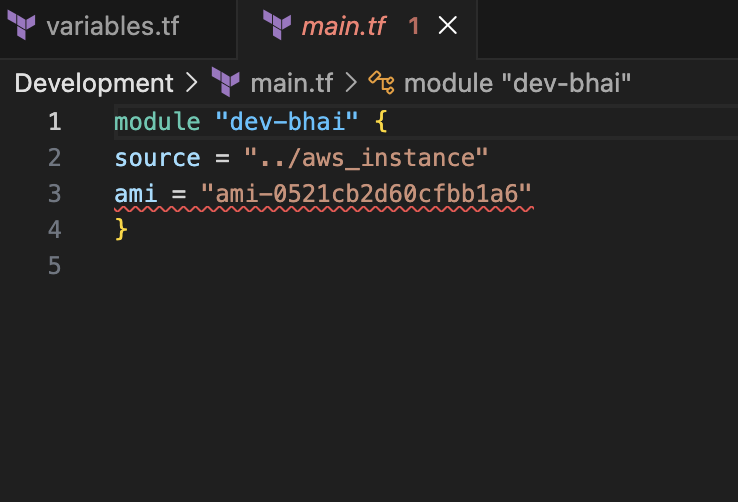 variables.tf main.tf 1
Development > main.tf > module "dev-bhai"
1 module "dev-bhai" {
2 source = "../aws_instance"
3 ami = "ami-0521cb2d60cfbb1a6"
4 }
5